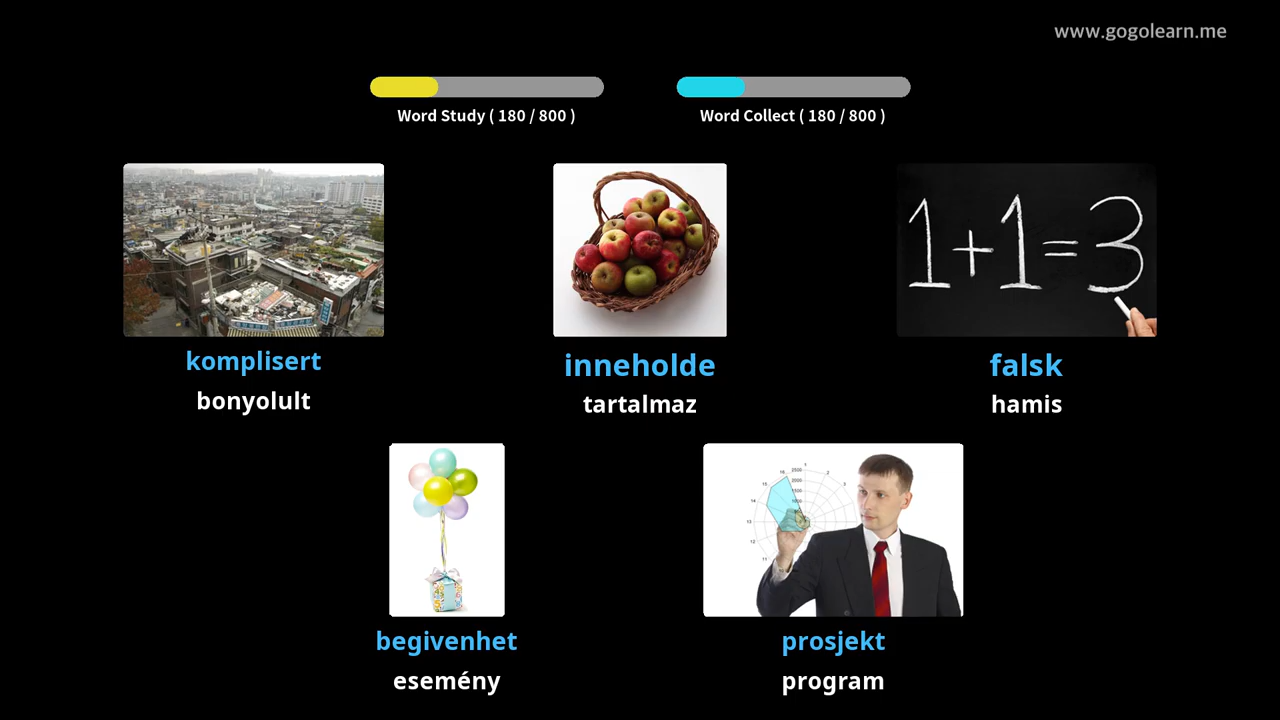 www.gogolearn.me
Word Study ( 180 / 800 )
Word Collect ( 180 / 800 )
1+1=3
komplisert
inneholde
falsk
bonyolult
tartalmaz
hamis
begivenhet
prosjekt
esemény
program